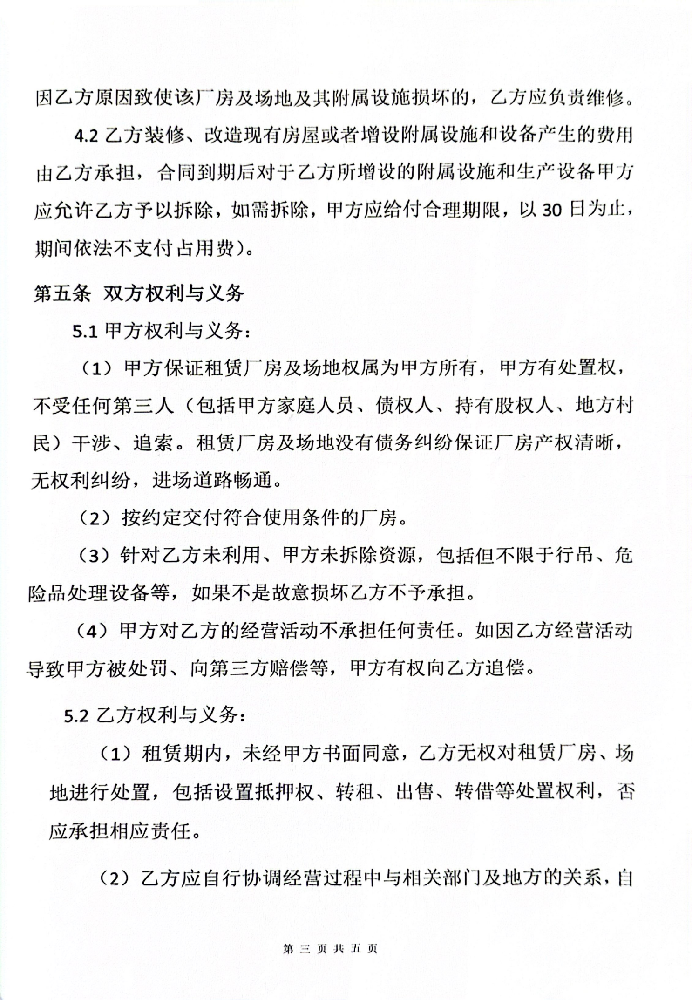 因乙方原因致使该厂房及场地及其附属设施损坏的，乙方应负责维修。
4.2 乙方装修、改造现有房屋或者增设附属设施和设备产生的费用
由乙方承担，合同到期后对于乙方所增设的附属设施和生产设备甲方
应允许乙方予以拆除，如需拆除，甲方应给付合理期限，以 30 日为止，
期间依法不支付占用费）。
第五条 双方权利与义务
5.1 甲方权利与义务：
（1）甲方保证租赁厂房及场地权属为甲方所有，甲方有处置权，
不受任何第三人（包括甲方家庭人员、债权人、持有股权人、地方村
民）干涉、追索。租赁厂房及场地没有债务纠纷保证厂房产权清晰，
无权利纠纷，进场道路畅通。
（2）按约定交付符合使用条件的厂房。
（3）针对乙方未利用、甲方未拆除资源，包括但不限于行吊、危
险品处理设备等，如果不是故意损坏乙方不予承担。
（4）甲方对乙方的经营活动不承担任何责任。如因乙方经营活动
导致甲方被处罚、向第三方赔偿等，甲方有权向乙方追偿。
5.2 乙方权利与义务：
（1）租赁期内，未经甲方书面同意，乙方无权对租赁厂房、场
地进行处置，包括设置抵押权、转租、出售、转借等处置权利，否
应承担相应责任。
（2）乙方应自行协调经营过程中与相关部门及地方的关系，自
第三页共五页